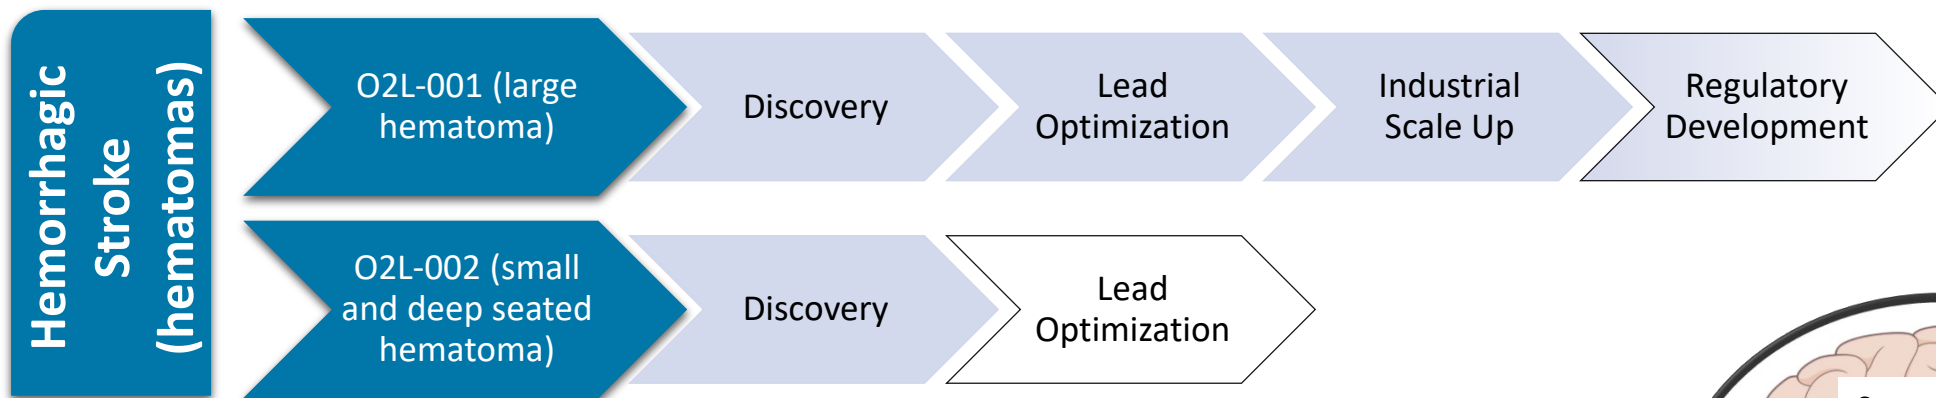 Hemorrhagic
Stroke
(hematomas)
O2L-001 (large
hematoma)
Discovery
Lead
Optimization
Industrial
Scale Up
Regulatory
Development
O2L-002 (small
and deep seated
hematoma)
Discovery
Lead
Optimization